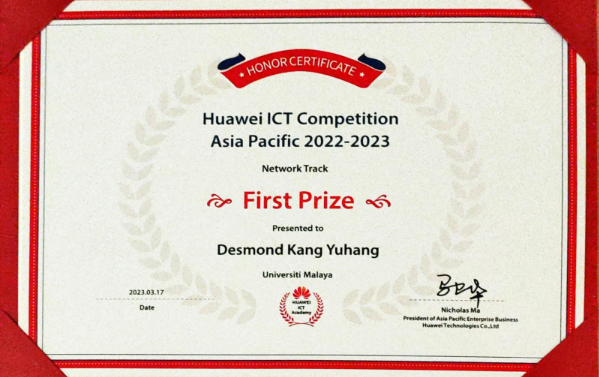 HONOR CERTIFICATE
Huawei ICT Competition
Asia Pacific 2022-2023
Network Track
First Prize
Presented to
Desmond Kang Yuhang
Universiti Malaya
2023.03.17
Date
HUAWEI
ICT
Academy
Nicholas Ma
President of Asia Pacific Enterprise Business
Huawei Technologies Co.,Ltd